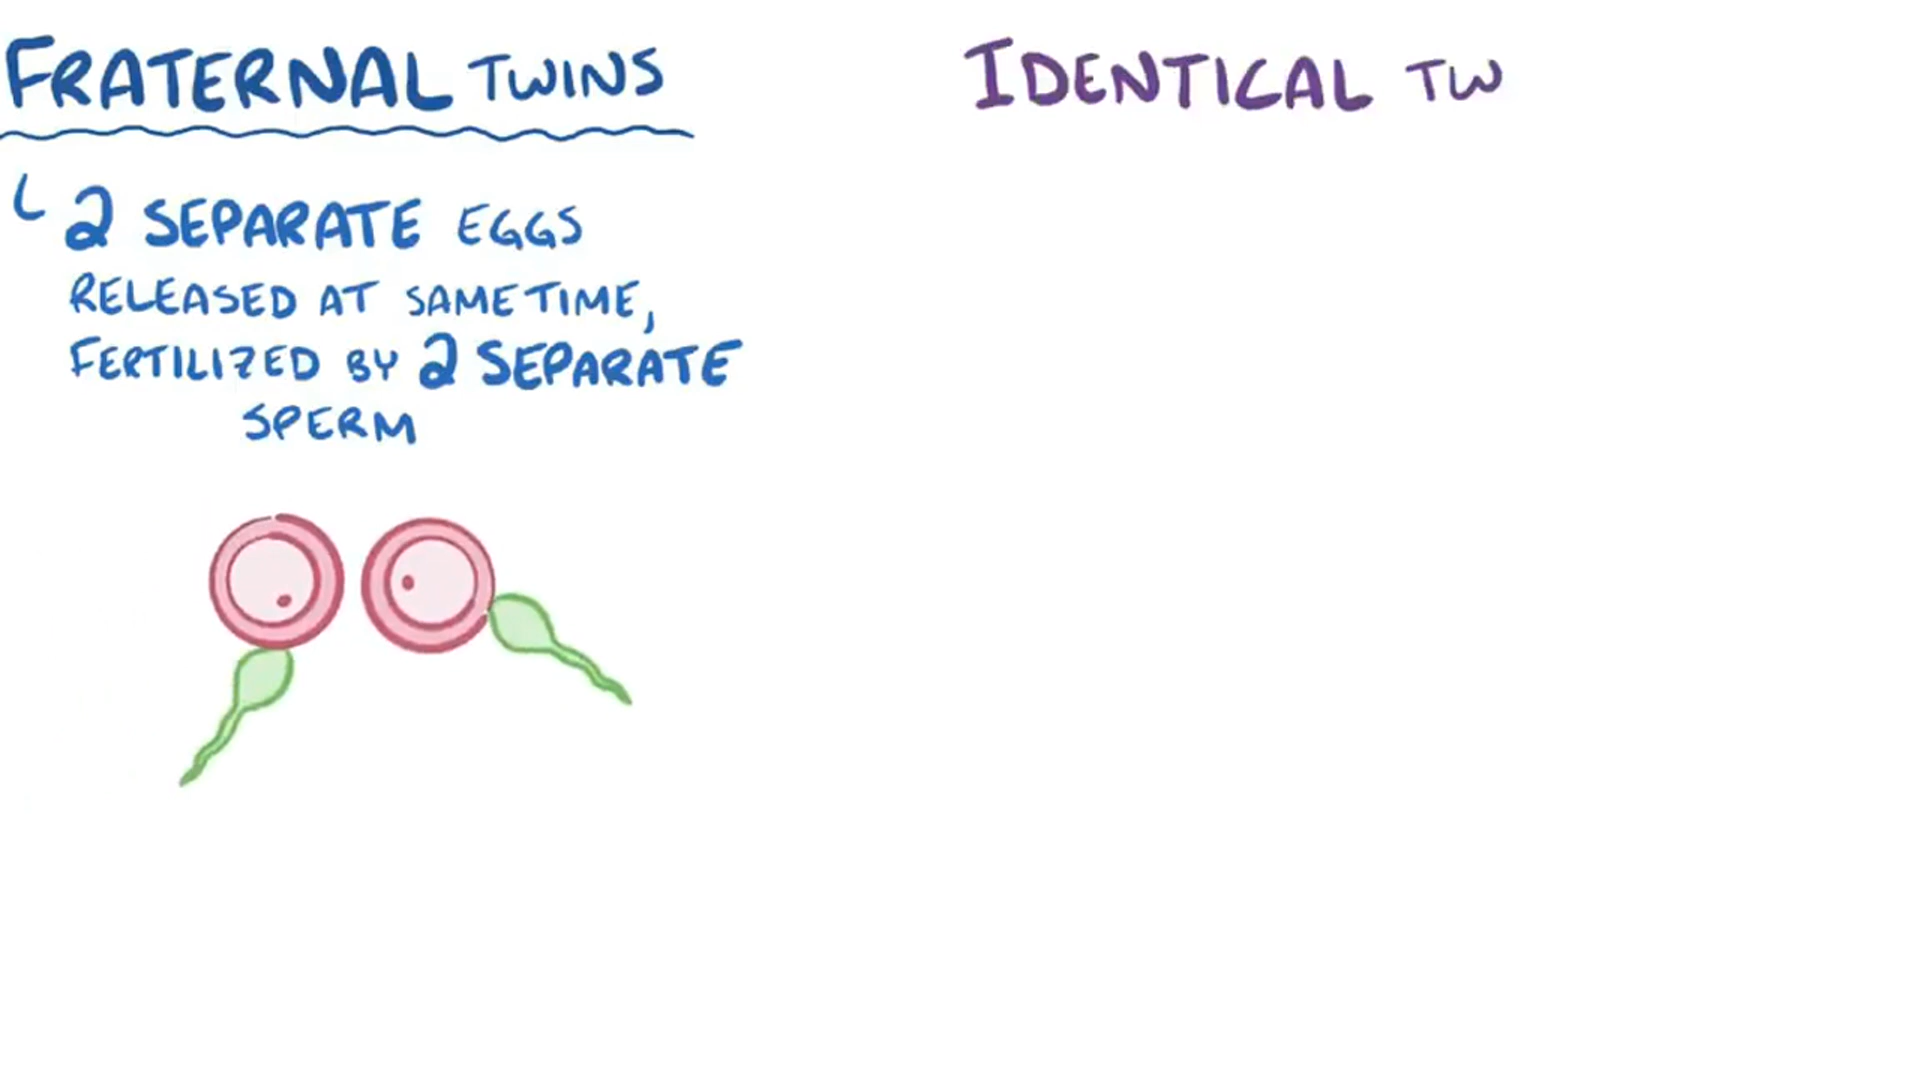 FRATERNAL TWINS
2 SEPARATE EGGS
RELEASED AT SAME TIME,
FERTILIZED BY 2 SEPARATE
SPERM
IDENTICAL TW